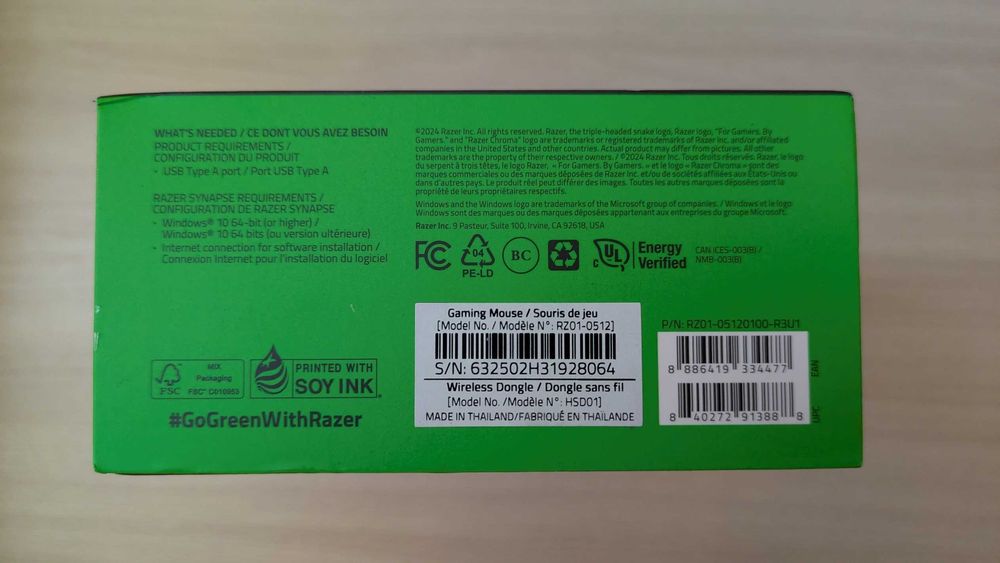 WHAT'S NEEDED / CE DONT VOUS AVEZ BESOIN
PRODUCT REQUIREMENTS /
CONFIGURATION DU PRODUIT
• USB Type A port / Port USB Type A
RAZER SYNAPSE REQUIREMENTS /
CONFIGURATION DE RAZER SYNAPSE
• Windows® 10 64-bit (or higher) /
Windows® 10 64 bits (ou version ultérieure)
• Internet connection for software installation /
Connexion Internet pour l'installation du logiciel
©2024 Razer Inc. All rights reserved. Razer, the triple-headed snake logo, Razer logo, "For Gamers. By
Gamers." and "Razer Chroma" logo are trademarks or registered trademarks of Razer Inc. and/or affiliated
companies in the United States and other countries. Actual product may differ from pictures. All other
trademarks are the property of their respective owners. / ©2024 Razer Inc. Tous droits réservés. Razer, le logo
du serpent à trois têtes, le logo Razer, « For Gamers. By Gamers. » et le logo « Razer Chroma » sont des
marques commerciales ou des marques déposées de Razer Inc. et/ou de sociétés affiliées aux États-Unis ou
dans d'autres pays. Le produit réel peut différer des images. Toutes les autres marques déposées sont la
propriété de leurs propriétaires respectifs.
Windows and the Windows logo are trademarks of the Microsoft group of companies. / Windows et le logo
Windows sont des marques ou des marques déposées appartenant aux entreprises du groupe Microsoft.
Razer Inc. 9 Pasteur, Suite 100, Irvine, CA 92618, USA
FC
04
PE-LD
BC
UL
C
Energy
Verified
CAN ICES-003(B) /
NMB-003(B)
FSC
MIX
Packaging
FSC™ C010953
PRINTED WITH
SOY INK
#GoGreenWithRazer
Gaming Mouse / Souris de jeu
[Model No. / Modèle N°: RZ01-0512]
S/N: 632502H31928064
Wireless Dongle / Dongle sans fil
[Model No. / Modèle N°: HSD01]
MADE IN THAILAND/FABRIQUÉ EN THAÏLANDE
P/N: RZ01-05120100-R3U1
8 886419 334477
EAN
8 40272 91388 8
UPC